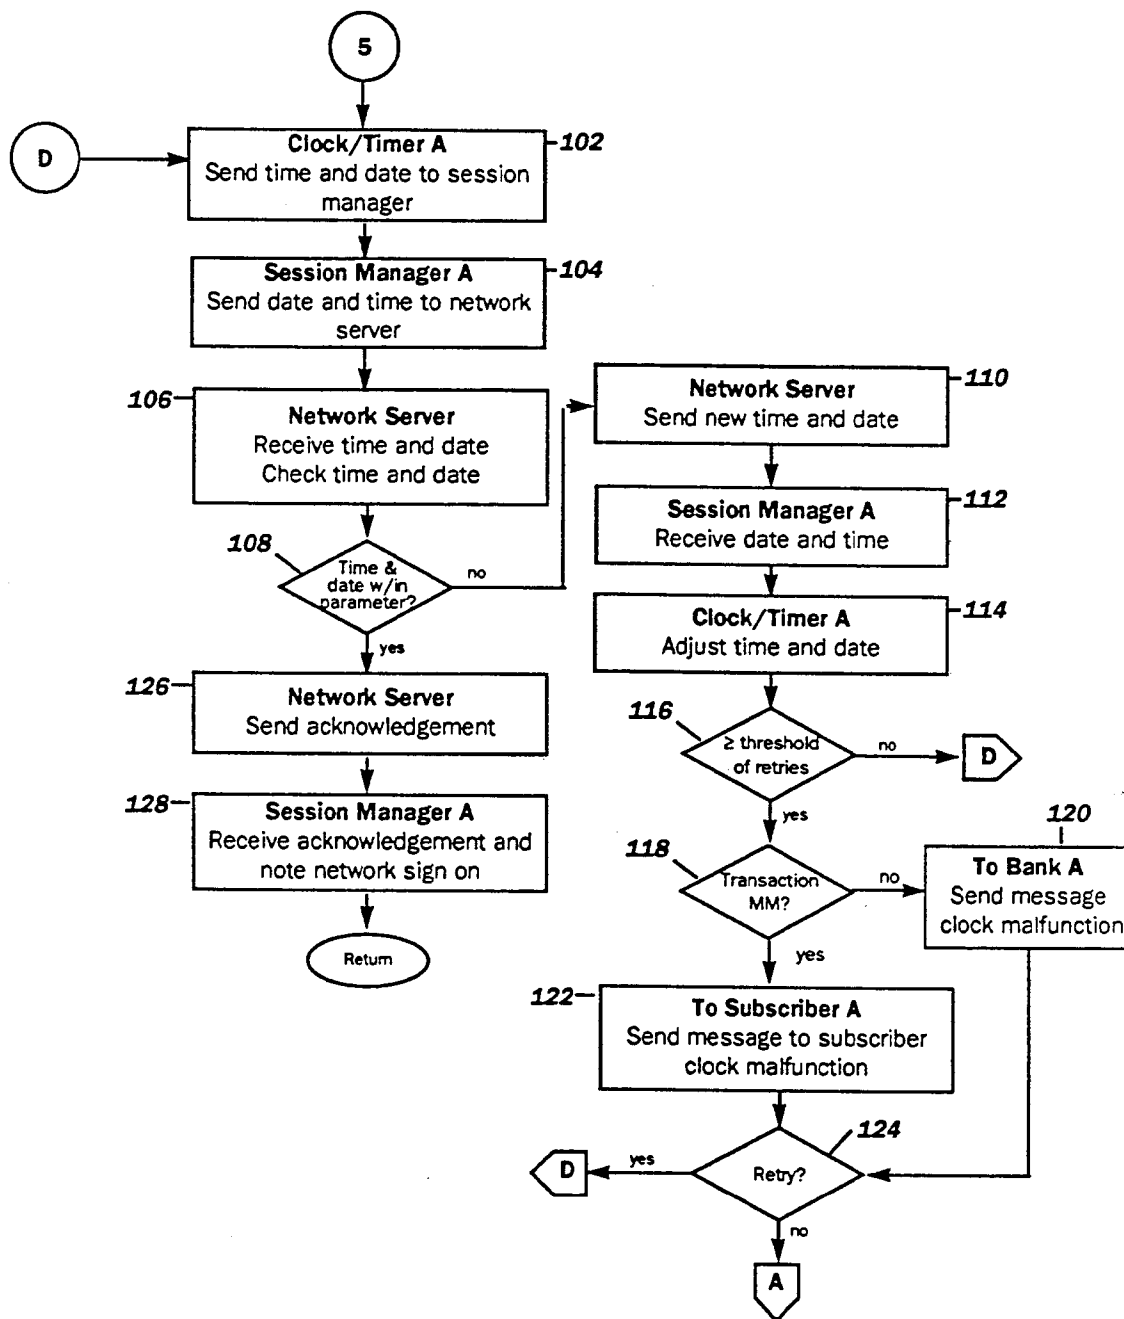 5
D
Clock/Timer A
102
Send time and date to session
manager
Session Manager A
104
Send date and time to network
server
106
Network Server
Receive time and date
Check time and date
108
Time &
date w/in
parameter?
no
yes
126
Network Server
Send acknowledgement
128
Session Manager A
Receive acknowledgement and
note network sign on
Return
Network Server
110
Send new time and date
Session Manager A
112
Receive date and time
Clock/Timer A
114
Adjust time and date
116
≥ threshold
of retries
no
D
yes
118
Transaction
MM?
no
120
To Bank A
Send message
clock malfunction
yes
122
To Subscriber A
Send message to subscriber
clock malfunction
124
Retry?
yes
D
no
A